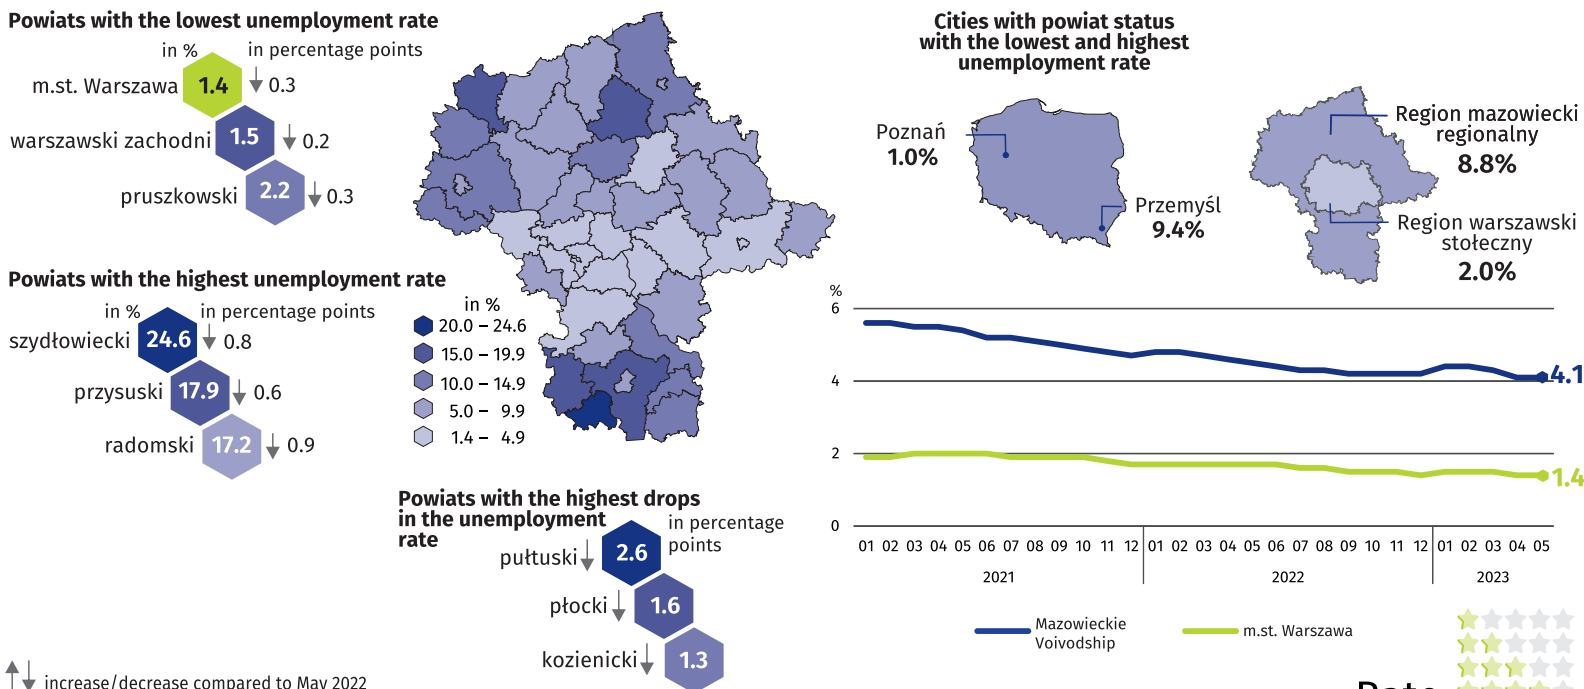 Powiats with the lowest unemployment rate
in %
in percentage points
m.st. Warszawa 1.4 0.3
warszawski zachodni 1.5 0.2
pruszkowski 2.2 0.3
Powiats with the highest unemployment rate
in %
in percentage points
szydłowiecki 24.6 0.8
przysuski 17.9 0.6
radomski 17.2 0.9
in %
20.0 – 24.6
15.0 – 19.9
10.0 – 14.9
5.0 – 9.9
1.4 – 4.9
Powiats with the highest drops
in the unemployment
rate
in percentage
points
pułtuski 2.6
płocki 1.6
kozienicki 1.3
increase/decrease compared to May 2022
Cities with powiat status
with the lowest and highest
unemployment rate
Poznań
1.0%
Przemyśl
9.4%
Region mazowiecki
regionalny
8.8%
Region warszawski
stołeczny
2.0%
%
6
4
2
0
4.1
1.4
01 02 03 04 05 06 07 08 09 10 11 12 01 02 03 04 05 06 07 08 09 10 11 12 01 02 03 04 05
2021 2022 2023
Mazowieckie
Voivodship
m.st. Warszawa